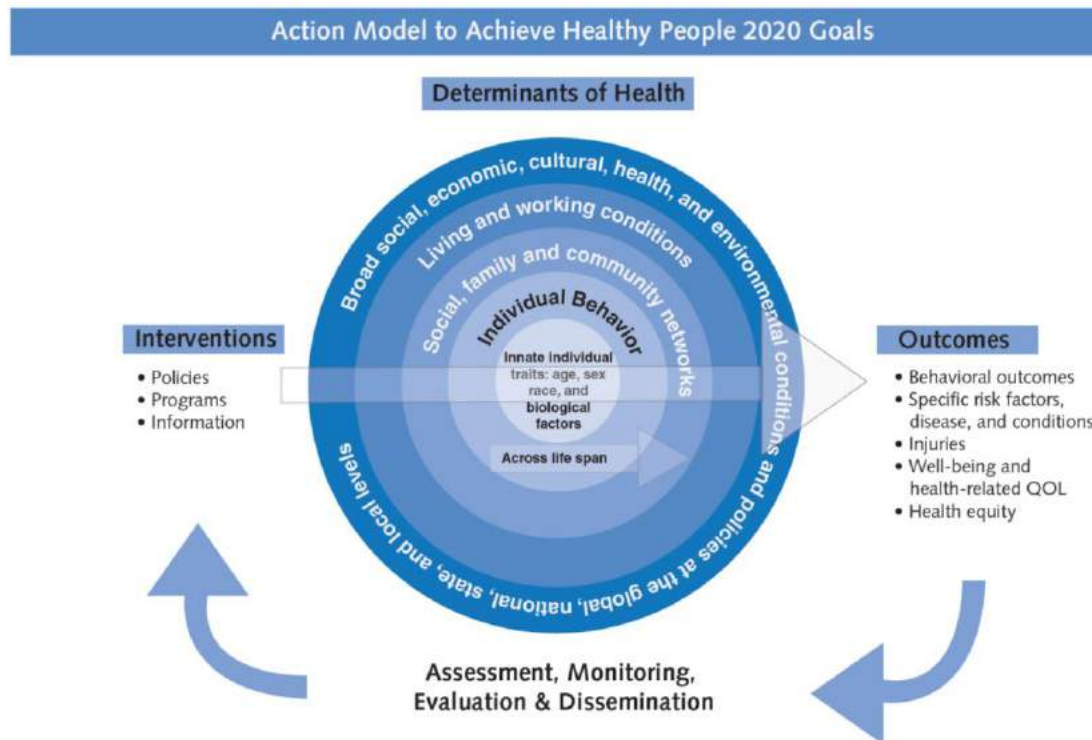 Action Model to Achieve Healthy People 2020 Goals
Determinants of Health
Broad social, economic, cultural, health, and environmental conditions and policies at the global, national, state, and local levels
Living and working conditions
Social, family and community networks
Individual Behavior
Innate individual
traits: age, sex
race, and
biological
factors
Across life span
Interventions
• Policies
• Programs
• Information
Outcomes
• Behavioral outcomes
• Specific risk factors,
disease, and conditions
• Injuries
• Well-being and
health-related QOL
• Health equity
Assessment, Monitoring,
Evaluation & Dissemination